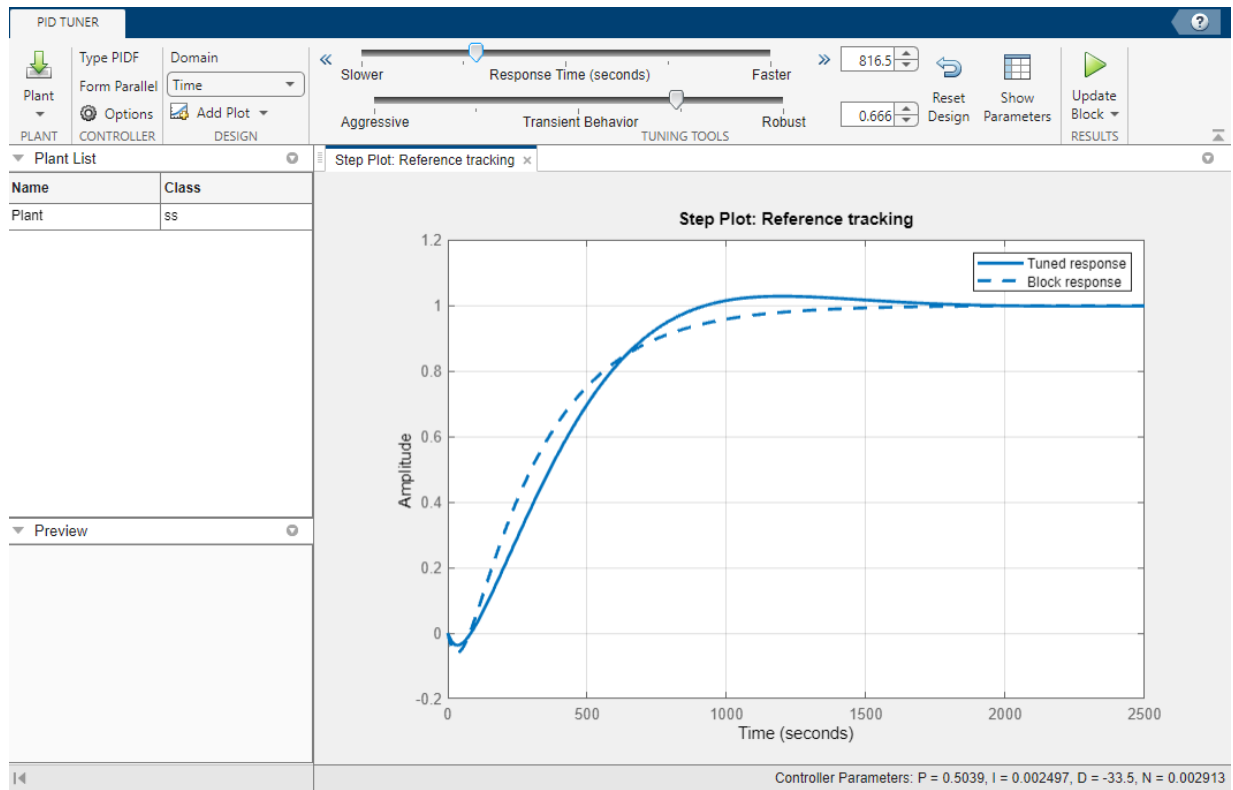 PID TUNER
?
Plant
Type PIDF
Form Parallel
Options
Domain
Time
Add Plot
Slower
Response Time (seconds)
Faster
816.5
Aggressive
Transient Behavior
Robust
0.666
Reset
Design
Show
Parameters
Update
Block
PLANT
CONTROLLER
DESIGN
TUNING TOOLS
RESULTS
Plant List
Name Class
Plant ss
Preview
Step Plot: Reference tracking ×
Step Plot: Reference tracking
Tuned response
Block response
1.2
1
0.8
0.6
0.4
0.2
0
-0.2
Amplitude
0 500 1000 1500 2000 2500
Time (seconds)
Controller Parameters: P = 0.5039, I = 0.002497, D = -33.5, N = 0.002913